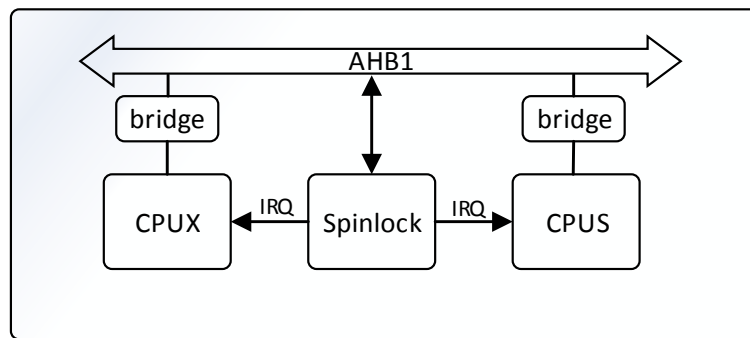 AHB1
bridge
bridge
CPUX
IRQ
Spinlock
IRQ
CPUS